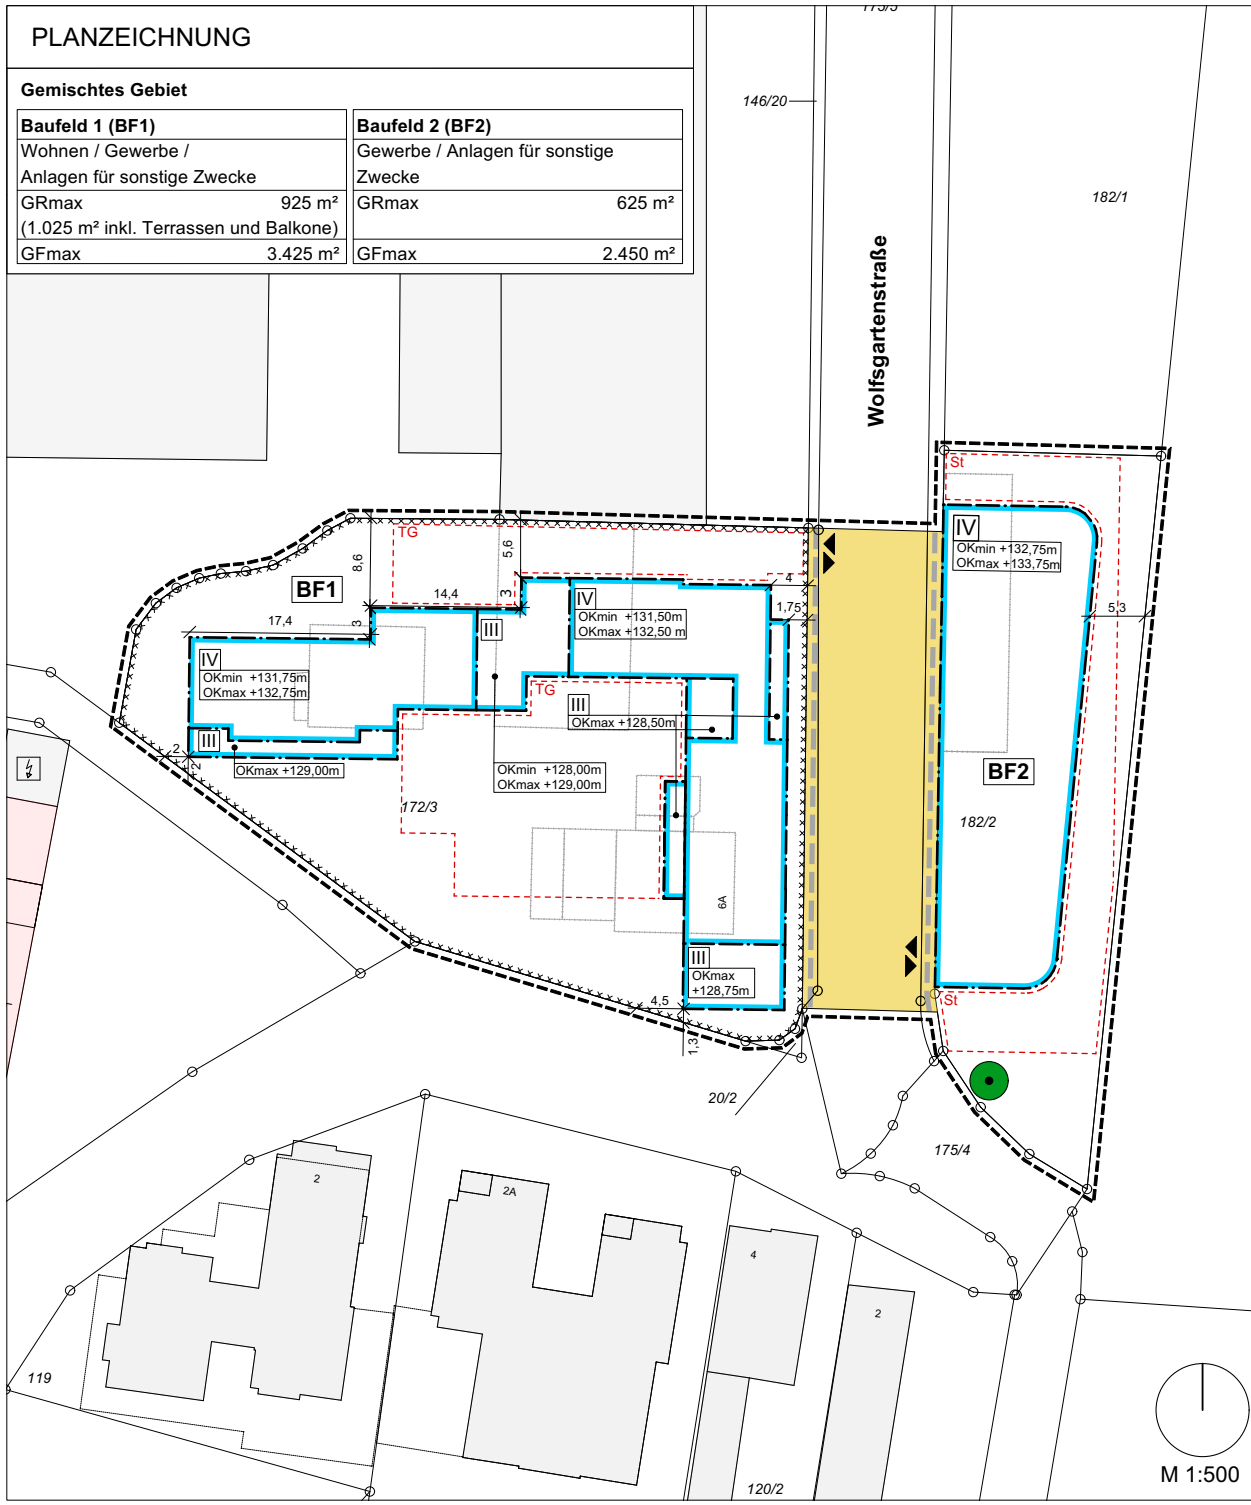 PLANZEICHNUNG
Gemischtes Gebiet
Baufeld 1 (BF1)
Wohnen / Gewerbe /
Anlagen für sonstige Zwecke
GRmax 925 m²
(1.025 m² inkl. Terrassen und Balkone)
GFmax 3.425 m²
Baufeld 2 (BF2)
Gewerbe / Anlagen für sonstige
Zwecke
GRmax 625 m²
GFmax 2.450 m²
146/20
182/1
Wolfsgartenstraße
St
TG
8,6
5,6
BF1
14,4
3
17,4
3
4
1,75
5,3
IV
OKmin +132,75m
OKmax +133,75m
IV
OKmin +131,50m
OKmax +132,50 m
III
IV
OKmin +131,75m
OKmax +132,75m
TG
III
OKmax +128,50m
III
OKmax +129,00m
2
2
OKmin +128,00m
OKmax +129,00m
BF2
172/3
182/2
6A
III
OKmax
+128,75m
4,5
1,3
St
20/2
175/4
2
2A
4
2
119
120/2
M 1:500